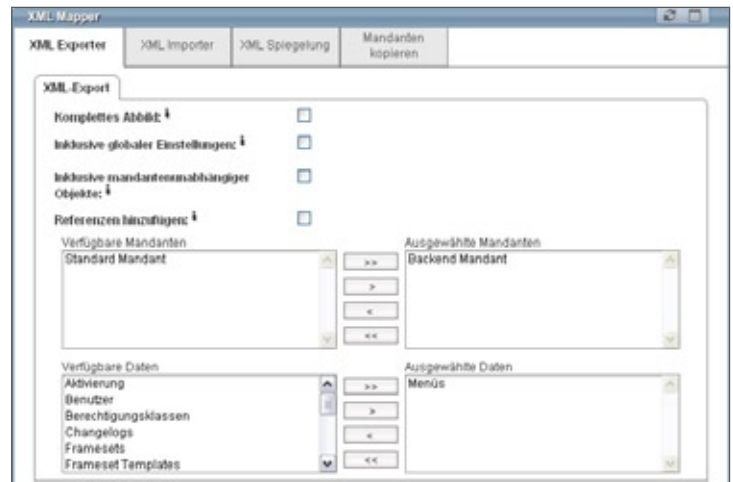 XML Mapper
XML Exporter XML Importer XML Spiegelung Mandanten kopieren
XML-Export
Komplettes Abbild: i
Inklusive globaler Einstellungen: i
Inklusive mandantenunabhängiger
Objekte: i
Referenzen hinzufügen: i
Verfügbare Mandanten Ausgewählte Mandanten
Standard Mandant >> Backend Mandant
>
<
<<
Verfügbare Daten Ausgewählte Daten
Aktivierung >> Menüs
Benutzer
Berechtigungsklassen >
Changelogs <
Framesets
Frameset Templates <<